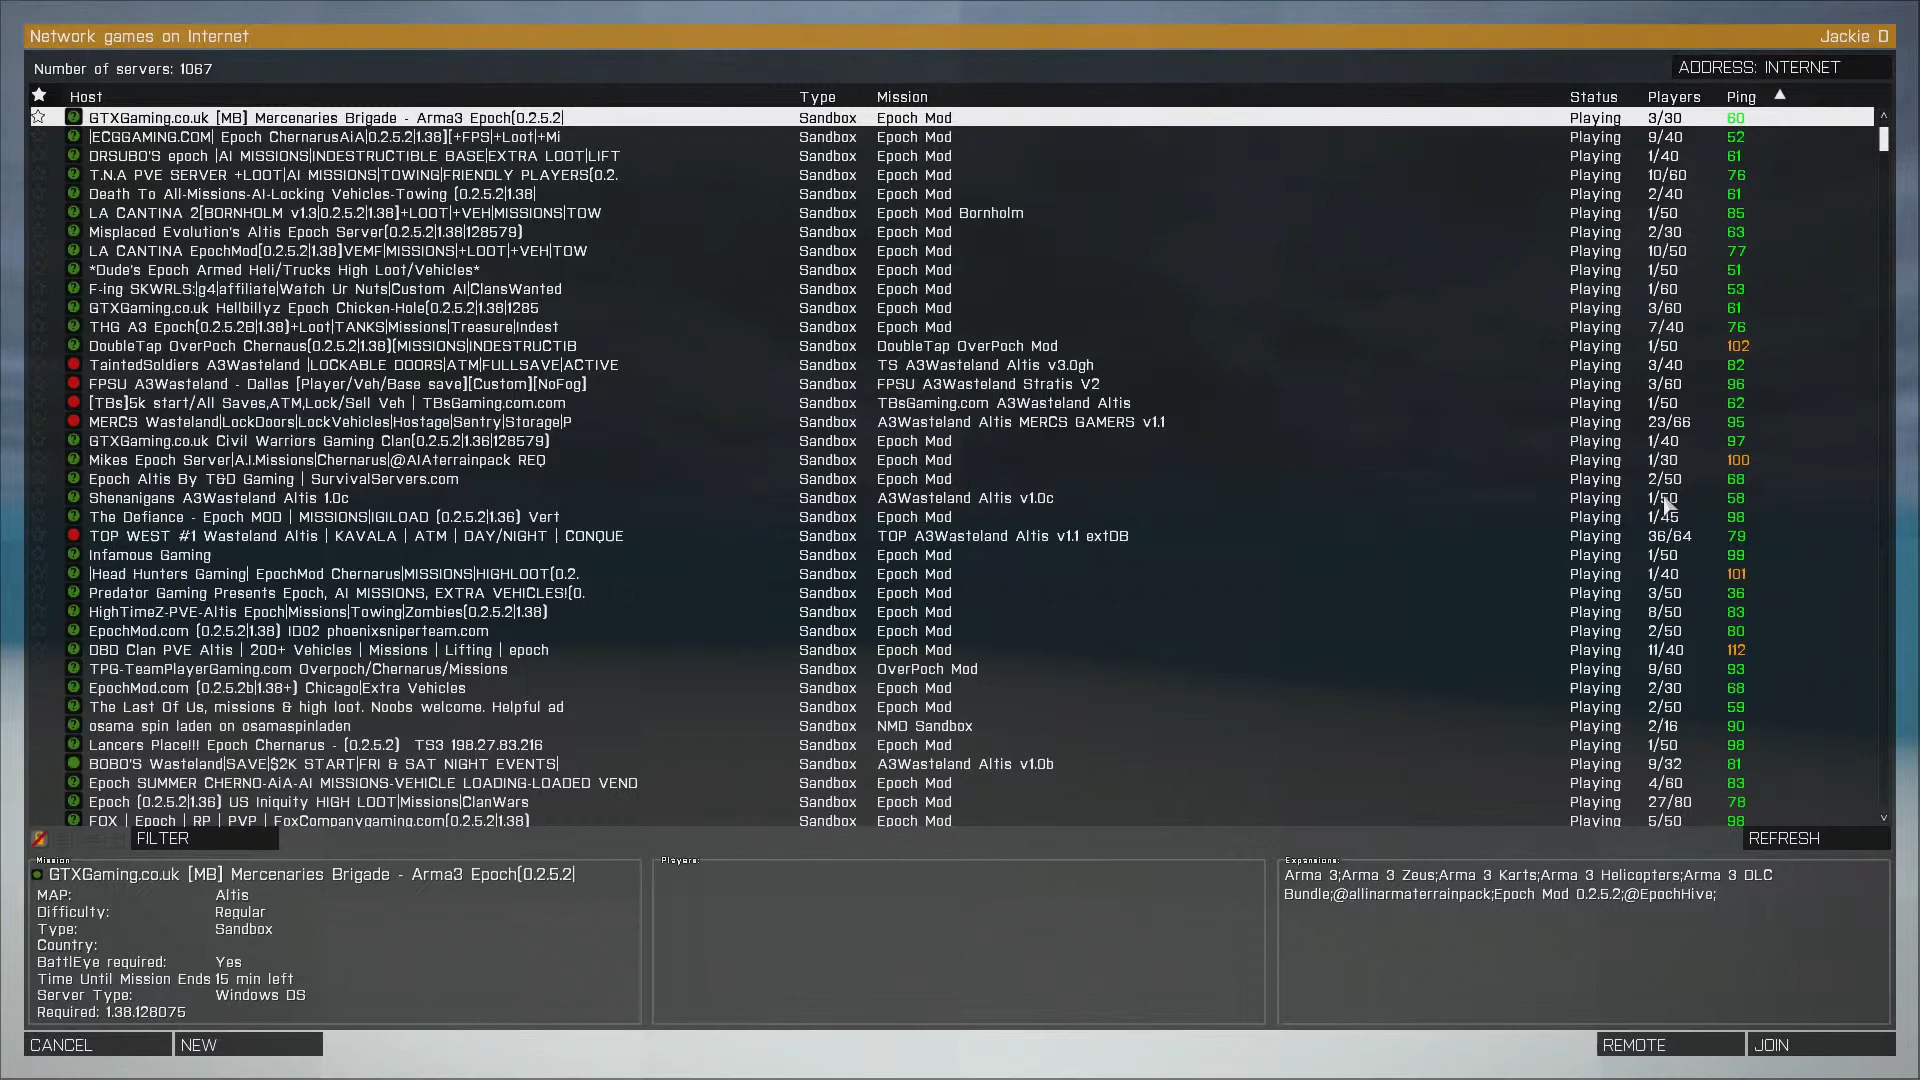 Network games on Internet Jackie D
Number of servers: 1067 ADDRESS: INTERNET
Host Type Mission Status Players Ping
GTXGaming.co.uk [MB] Mercenaries Brigade - Arma3 Epoch(0.2.5.2| Sandbox Epoch Mod Playing 3/30 60
|ECGGAMING.COM| Epoch ChernarusAiA|0.2.5.2|1.38][+FPS|+Loot|+Mi Sandbox Epoch Mod Playing 9/40 52
DRSUBO'S epoch |AI MISSIONS|INDESTRUCTIBLE BASE|EXTRA LOOT|LIFT Sandbox Epoch Mod Playing 1/40 61
T.N.A PVE SERVER +LOOT|AI MISSIONS|TOWING|FRIENDLY PLAYERS(0.2. Sandbox Epoch Mod Playing 10/60 76
Death To All-Missions-AI-Locking Vehicles-Towing (0.2.5.2|1.38| Sandbox Epoch Mod Playing 2/40 61
LA CANTINA 2[BORNHOLM v1.3|0.2.5.2|1.38]+LOOT|+VEH|MISSIONS|TOW Sandbox Epoch Mod Bornholm Playing 1/50 85
Misplaced Evolution's Altis Epoch Server(0.2.5.2|1.38|128579) Sandbox Epoch Mod Playing 2/30 63
LA CANTINA EpochMod[0.2.5.2|1.38]VEMF|MISSIONS|+LOOT|+VEH|TOW Sandbox Epoch Mod Playing 10/50 77
*Dude's Epoch Armed Heli/Trucks High Loot/Vehicles* Sandbox Epoch Mod Playing 1/50 51
F-ing SKWRLS:|g4|affiliate|Watch Ur Nuts|Custom AI|ClansWanted Sandbox Epoch Mod Playing 1/60 53
GTXGaming.co.uk Hellbillyz Epoch Chicken-Hole(0.2.5.2|1.38|1285 Sandbox Epoch Mod Playing 3/60 61
THG A3 Epoch(0.2.5.2B|1.38)+Loot|TANKS|Missions|Treasure|Indest Sandbox Epoch Mod Playing 7/40 76
DoubleTap OverPoch Chernaus(0.2.5.2|1.38)(MISSIONS|INDESTRUCTIB Sandbox DoubleTap OverPoch Mod Playing 1/50 102
TaintedSoldiers A3Wasteland |LOCKABLE DOORS|ATM|FULLSAVE|ACTIVE Sandbox TS A3Wasteland Altis v3.0gh Playing 3/40 82
FPSU A3Wasteland - Dallas [Player/Veh/Base save][Custom][NoFog] Sandbox FPSU A3Wasteland Stratis V2 Playing 3/60 96
[TBs]5k start/All Saves,ATM,Lock/Sell Veh | TBsGaming.com.com Sandbox TBsGaming.com A3Wasteland Altis Playing 1/50 62
MERCS Wasteland|LockDoors|LockVehicles|Hostage|Sentry|Storage|P Sandbox A3Wasteland Altis MERCS GAMERS v1.1 Playing 23/66 95
GTXGaming.co.uk Civil Warriors Gaming Clan(0.2.5.2|1.36|128579) Sandbox Epoch Mod Playing 1/40 97
Mikes Epoch Server|A.I.Missions|Chernarus|@AIAterrainpack REQ Sandbox Epoch Mod Playing 1/30 100
Epoch Altis By T&D Gaming | SurvivalServers.com Sandbox Epoch Mod Playing 2/50 68
Shenanigans A3Wasteland Altis 1.0c Sandbox A3Wasteland Altis v1.0c Playing 1/50 58
The Defiance - Epoch MOD | MISSIONS|IGILOAD (0.2.5.2|1.36) Vert Sandbox Epoch Mod Playing 1/45 98
TOP WEST #1 Wasteland Altis | KAVALA | ATM | DAY/NIGHT | CONQUE Sandbox TOP A3Wasteland Altis v1.1 extDB Playing 36/64 79
Infamous Gaming Sandbox Epoch Mod Playing 1/50 99
|Head Hunters Gaming| EpochMod Chernarus|MISSIONS|HIGHLOOT(0.2. Sandbox Epoch Mod Playing 1/40 101
Predator Gaming Presents Epoch, AI MISSIONS, EXTRA VEHICLES!(0. Sandbox Epoch Mod Playing 3/50 36
HighTimeZ-PVE-Altis Epoch|Missions|Towing|Zombies(0.2.5.2|1.38) Sandbox Epoch Mod Playing 8/50 83
EpochMod.com (0.2.5.2|1.38) ID02 phoenixsniperteam.com Sandbox Epoch Mod Playing 2/50 80
DBD Clan PVE Altis | 200+ Vehicles | Missions | Lifting | epoch Sandbox Epoch Mod Playing 11/40 112
TPG-TeamPlayerGaming.com Overpoch/Chernarus/Missions Sandbox OverPoch Mod Playing 9/60 93
EpochMod.com (0.2.5.2b|1.38+) Chicago|Extra Vehicles Sandbox Epoch Mod Playing 2/30 68
The Last Of Us, missions & high loot. Noobs welcome. Helpful ad Sandbox Epoch Mod Playing 2/50 59
osama spin laden on osamaspinladen Sandbox NMD Sandbox Playing 2/16 90
Lancers Place!!! Epoch Chernarus - (0.2.5.2) TS3 198.27.83.216 Sandbox Epoch Mod Playing 1/50 98
BOBO'S Wasteland|SAVE|$2K START|FRI & SAT NIGHT EVENTS| Sandbox A3Wasteland Altis v1.0b Playing 9/32 81
Epoch SUMMER CHERNO-AiA-AI MISSIONS-VEHICLE LOADING-LOADED VEND Sandbox Epoch Mod Playing 4/60 83
Epoch (0.2.5.2|1.36) US Iniquity HIGH LOOT|Missions|ClanWars Sandbox Epoch Mod Playing 27/80 78
FOX | Epoch | RP | PVP | FoxCompanygaming.com(0.2.5.2|1.38) Sandbox Epoch Mod Playing 5/50 98
FILTER REFRESH
Mission Players: Expansions:
GTXGaming.co.uk [MB] Mercenaries Brigade - Arma3 Epoch(0.2.5.2|
MAP: Altis
Difficulty: Regular
Type: Sandbox
Country:
BattlEye required: Yes
Time Until Mission Ends 15 min left
Server Type: Windows DS
Required: 1.38.128075
Arma 3;Arma 3 Zeus;Arma 3 Karts;Arma 3 Helicopters;Arma 3 DLC
Bundle;@allinarmaterrainpack;Epoch Mod 0.2.5.2;@EpochHive;
CANCEL NEW REMOTE JOIN